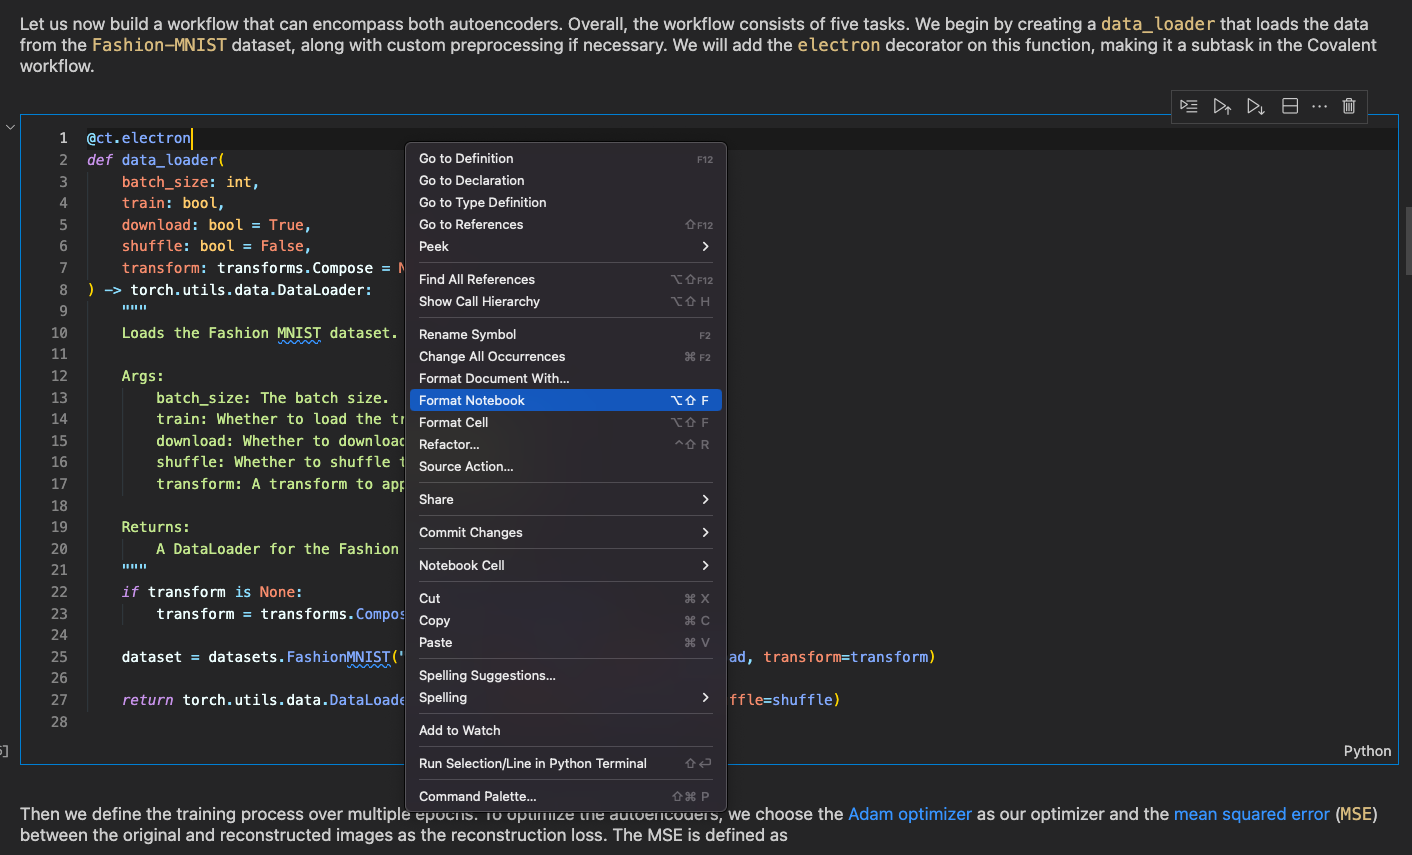 Let us now build a workflow that can encompass both autoencoders. Overall, the workflow consists of five tasks. We begin by creating a data_loader that loads the data
from the Fashion-MNIST dataset, along with custom preprocessing if necessary. We will add the electron decorator on this function, making it a subtask in the Covalent
workflow.
1 @ct.electron
2 def data_loader(
3 batch_size: int,
4 train: bool,
5 download: bool = True,
6 shuffle: bool = False,
7 transform: transforms.Compose = N
8 ) -> torch.utils.data.DataLoader:
9 """
10 Loads the Fashion MNIST dataset.
11
12 Args:
13 batch_size: The batch size.
14 train: Whether to load the tr
15 download: Whether to download
16 shuffle: Whether to shuffle t
17 transform: A transform to app
18
19 Returns:
20 A DataLoader for the Fashion
21 """
22 if transform is None:
23 transform = transforms.Compos
24
25 dataset = datasets.FashionMNIST(" ad, transform=transform)
26
27 return torch.utils.data.DataLoade ffle=shuffle)
28
Go to Definition F12
Go to Declaration
Go to Type Definition
Go to References ⇧F12
Peek
Find All References ⌥⇧F12
Show Call Hierarchy ⌥⇧ H
Rename Symbol F2
Change All Occurrences ⌘ F2
Format Document With...
Format Notebook ⌥⇧ F
Format Cell ⌥⇧ F
Refactor... ^⇧ R
Source Action...
Share
Commit Changes
Notebook Cell
Cut ⌘ X
Copy ⌘ C
Paste ⌘ V
Spelling Suggestions...
Spelling
Add to Watch
Run Selection/Line in Python Terminal ⇧⏎
Command Palette... ⇧⌘ P
]
Python
Then we define the training process over multiple epochs. To optimize the autoencoders, we choose the Adam optimizer as our optimizer and the mean squared error (MSE)
between the original and reconstructed images as the reconstruction loss. The MSE is defined as